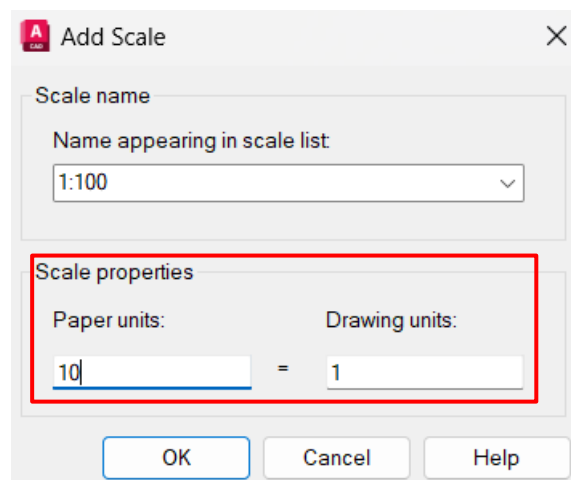 A
CAD
Add Scale
Scale name
Name appearing in scale list:
1:100
Scale properties
Paper units: Drawing units:
10 = 1
OK Cancel Help